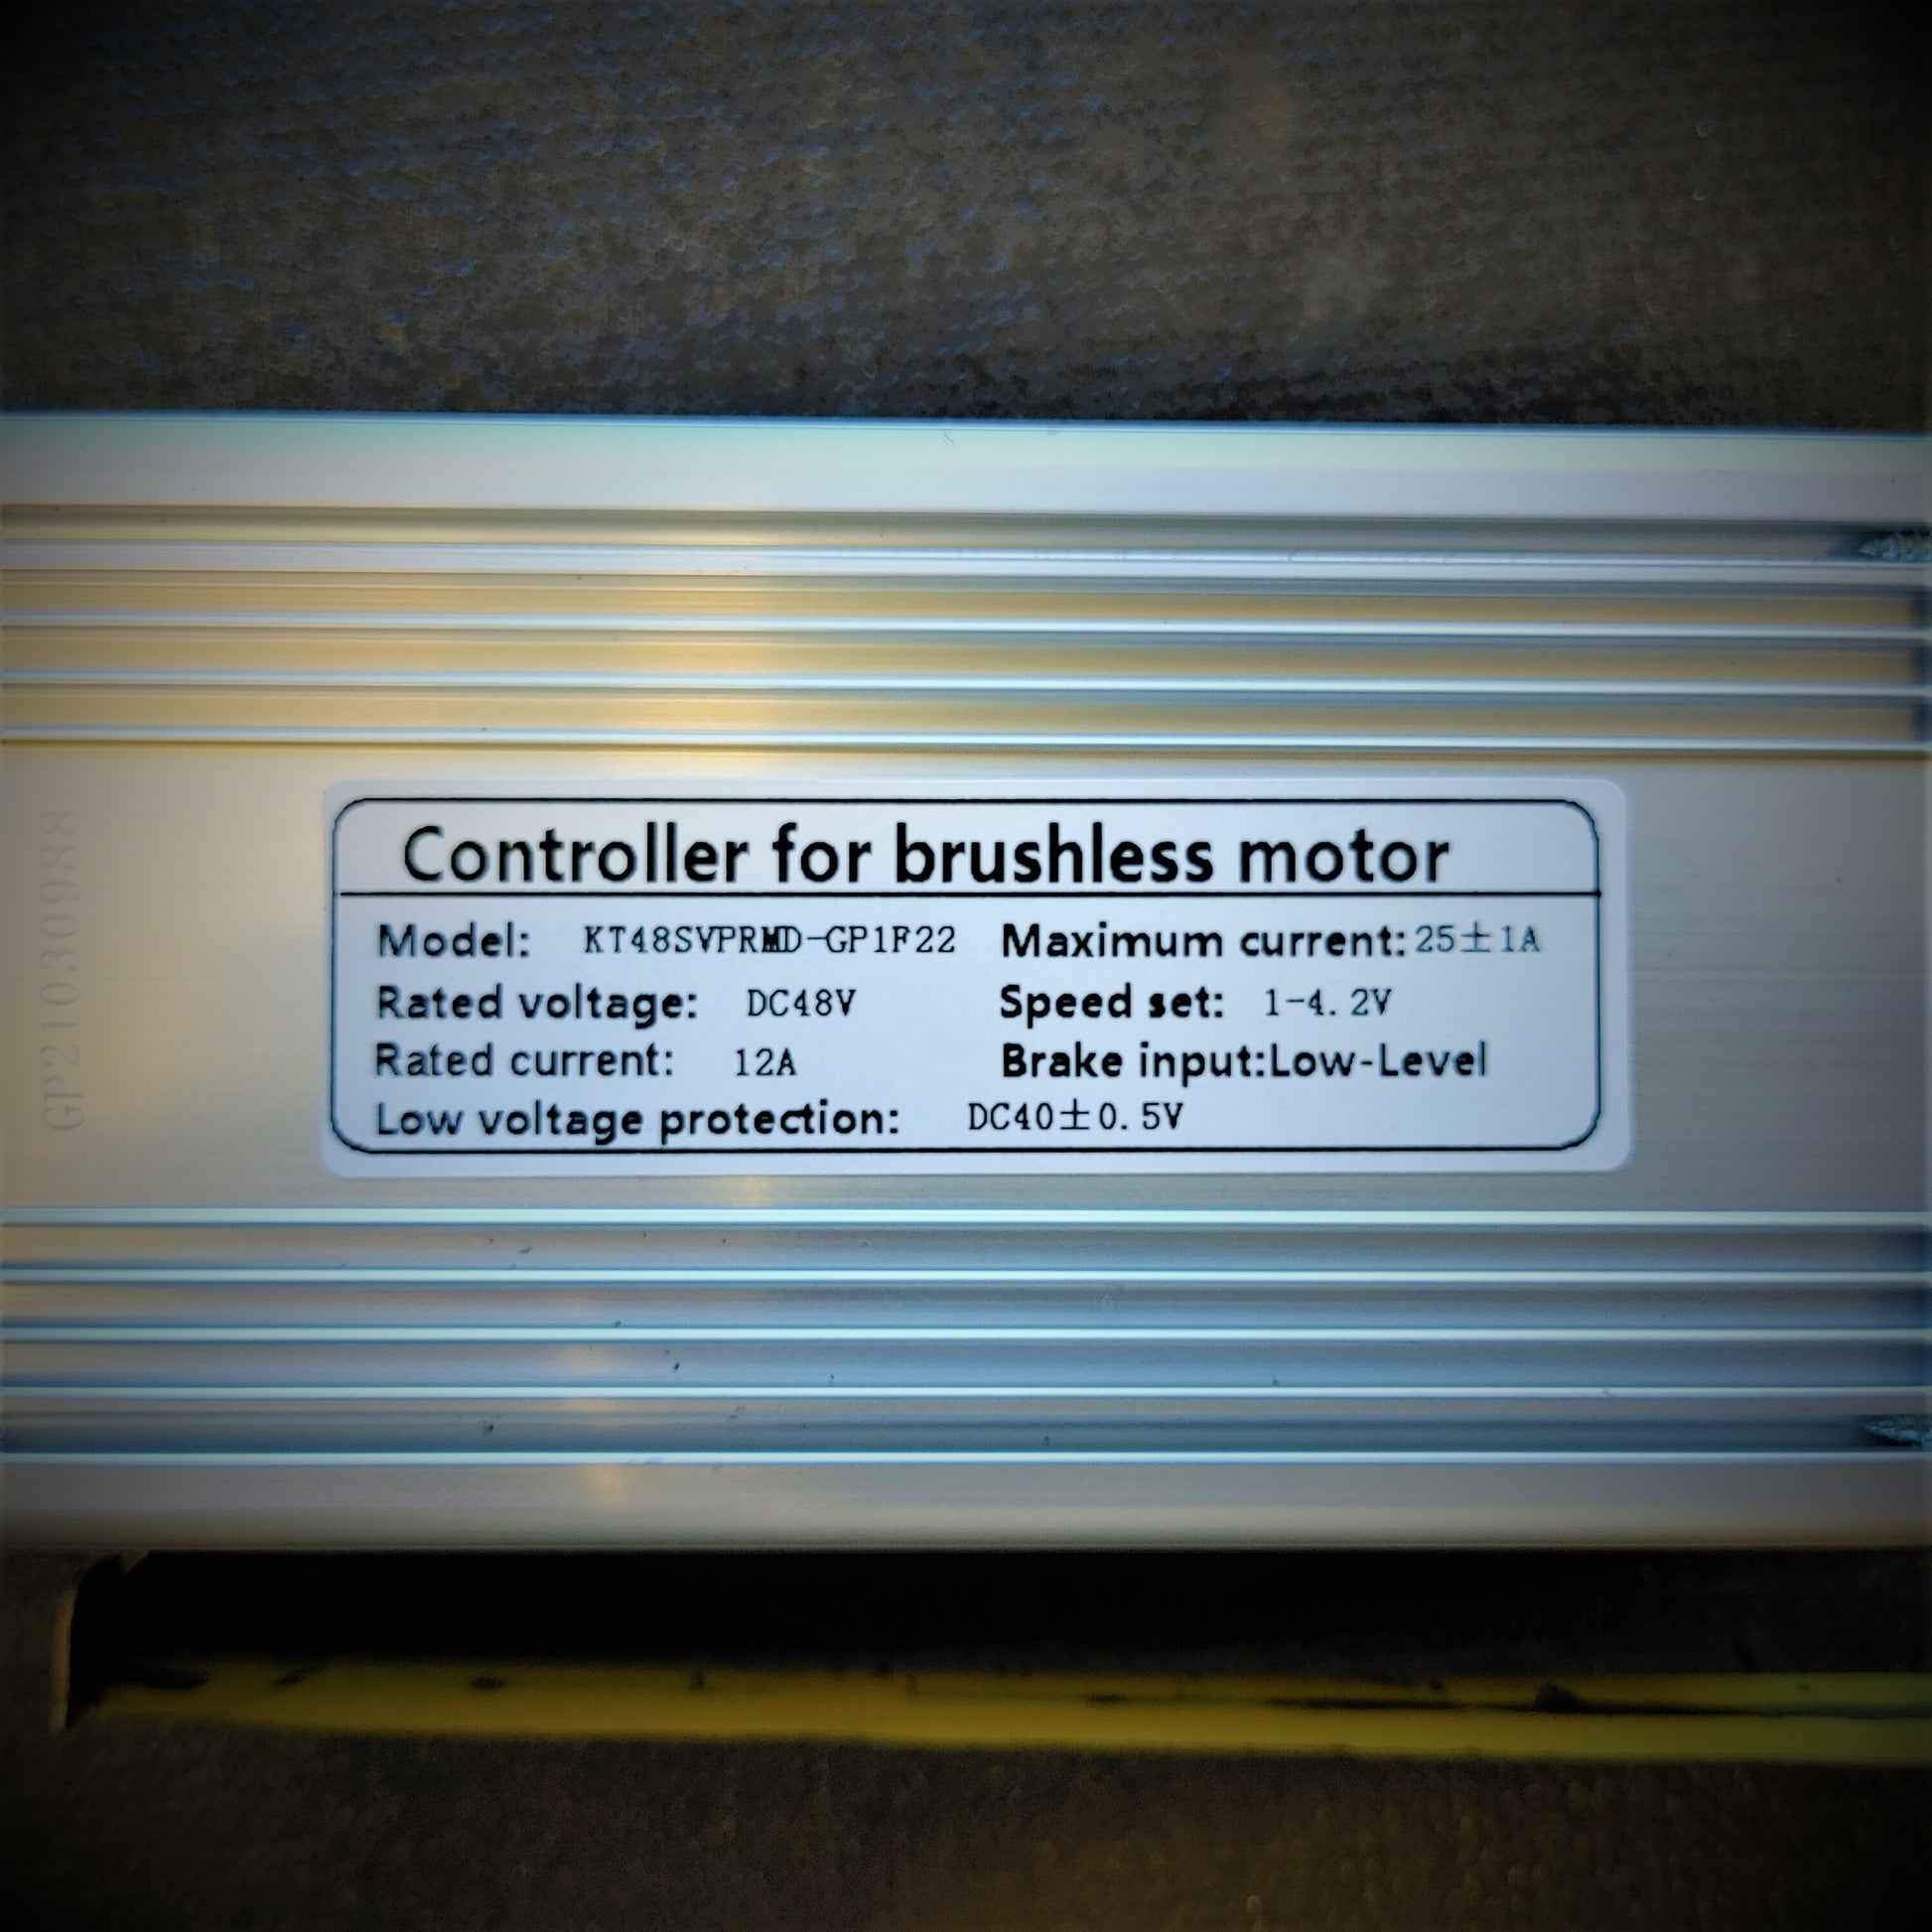 Controller for brushless motor
Model: KT48SVPRMD-GP1F22 Maximum current: 25±1A
Rated voltage: DC48V Speed set: 1-4.2V
Rated current: 12A Brake input:Low-Level
Low voltage protection: DC40±0.5V
GP21030988